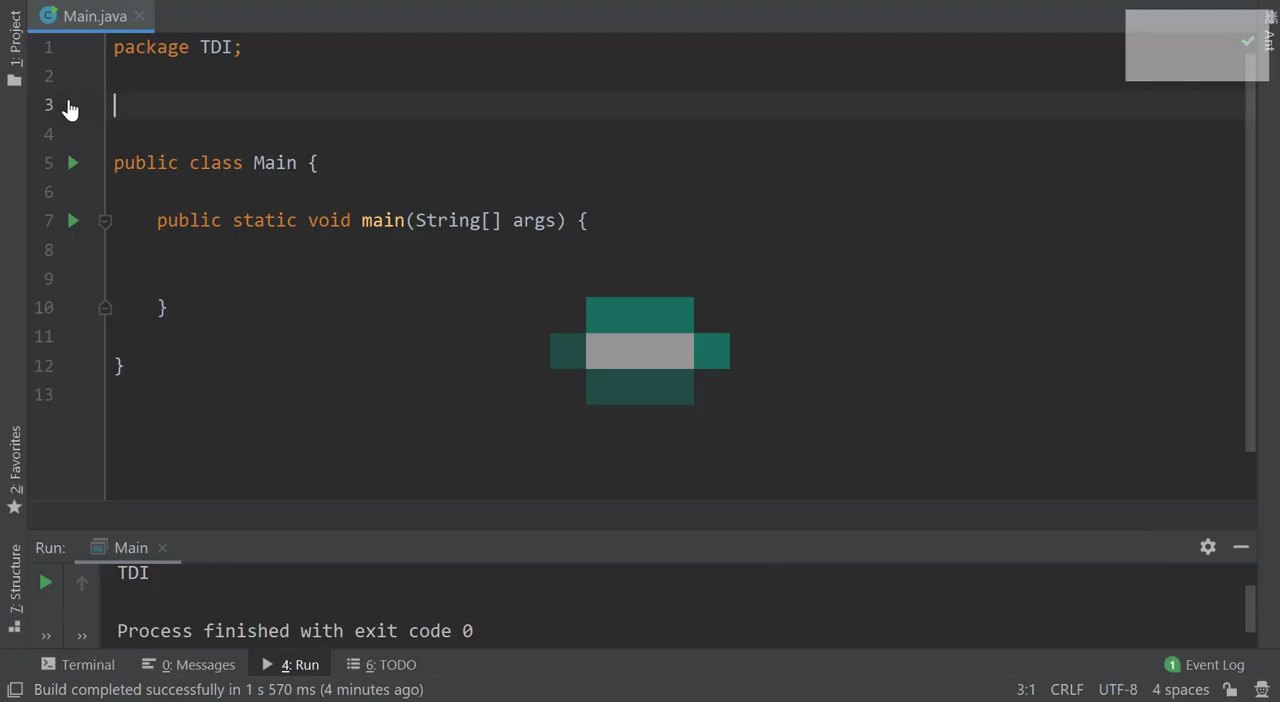 1: Project
Main.java
Ant
1 package TDI;
2
3
4
5 public class Main {
6
7 public static void main(String[] args) {
8
9
10 }
11
12 }
13
2: Favorites
7: Structure
Run: Main
TDI
Process finished with exit code 0
Terminal 0: Messages 4: Run 6: TODO 1 Event Log
Build completed successfully in 1 s 570 ms (4 minutes ago) 3:1 CRLF UTF-8 4 spaces